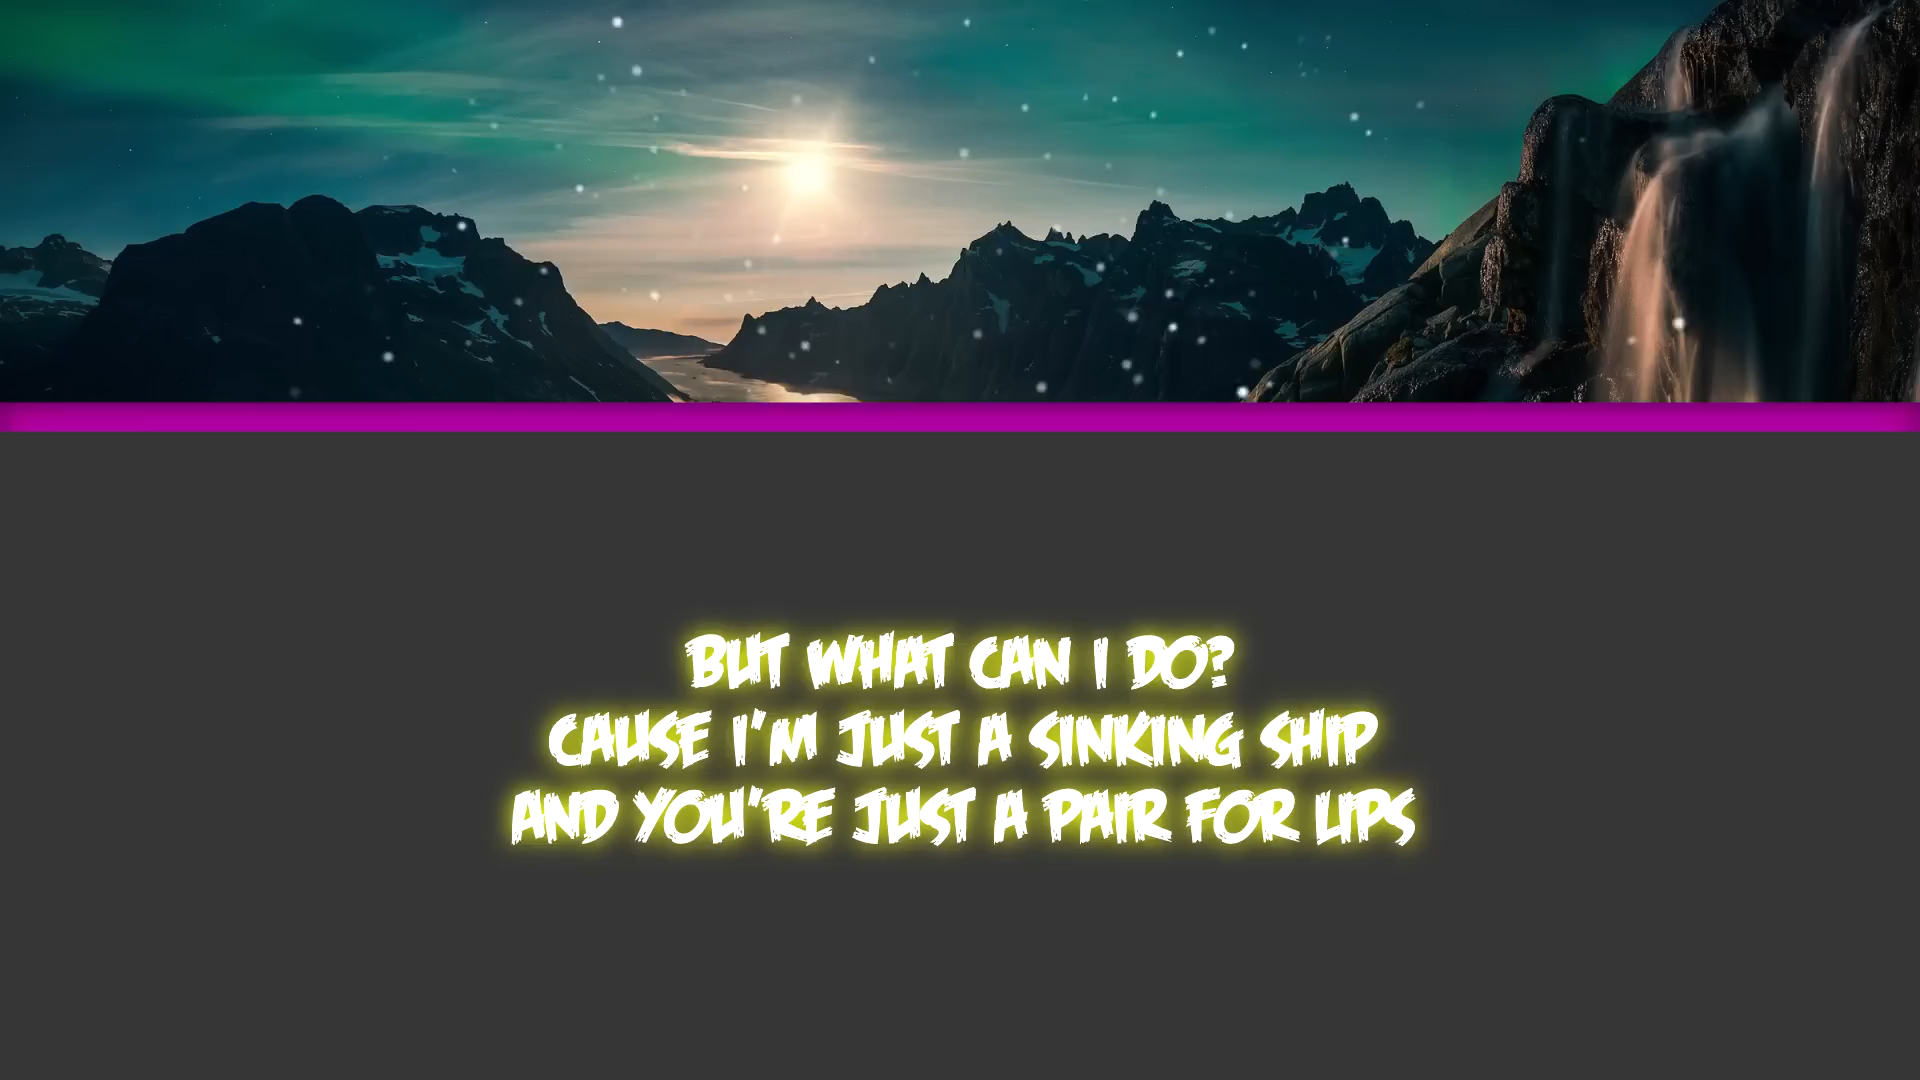 BUT WHAT CAN I DO?
CAUSE I'M JUST A SINKING SHIP
AND YOU'RE JUST A PAIR FOR LIPS